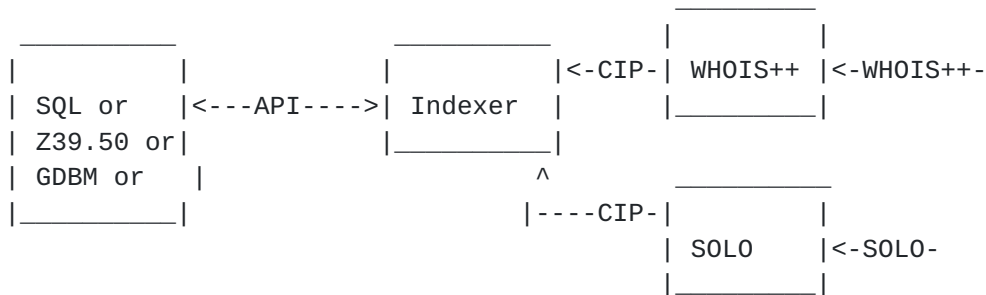 <-CIP-| WHOIS++ |<-WHOIS++-
| SQL or |<---API---->| Indexer |
| Z39.50 or|
| GDBM or |
|----CIP-|
| SOLO |<-SOLO-